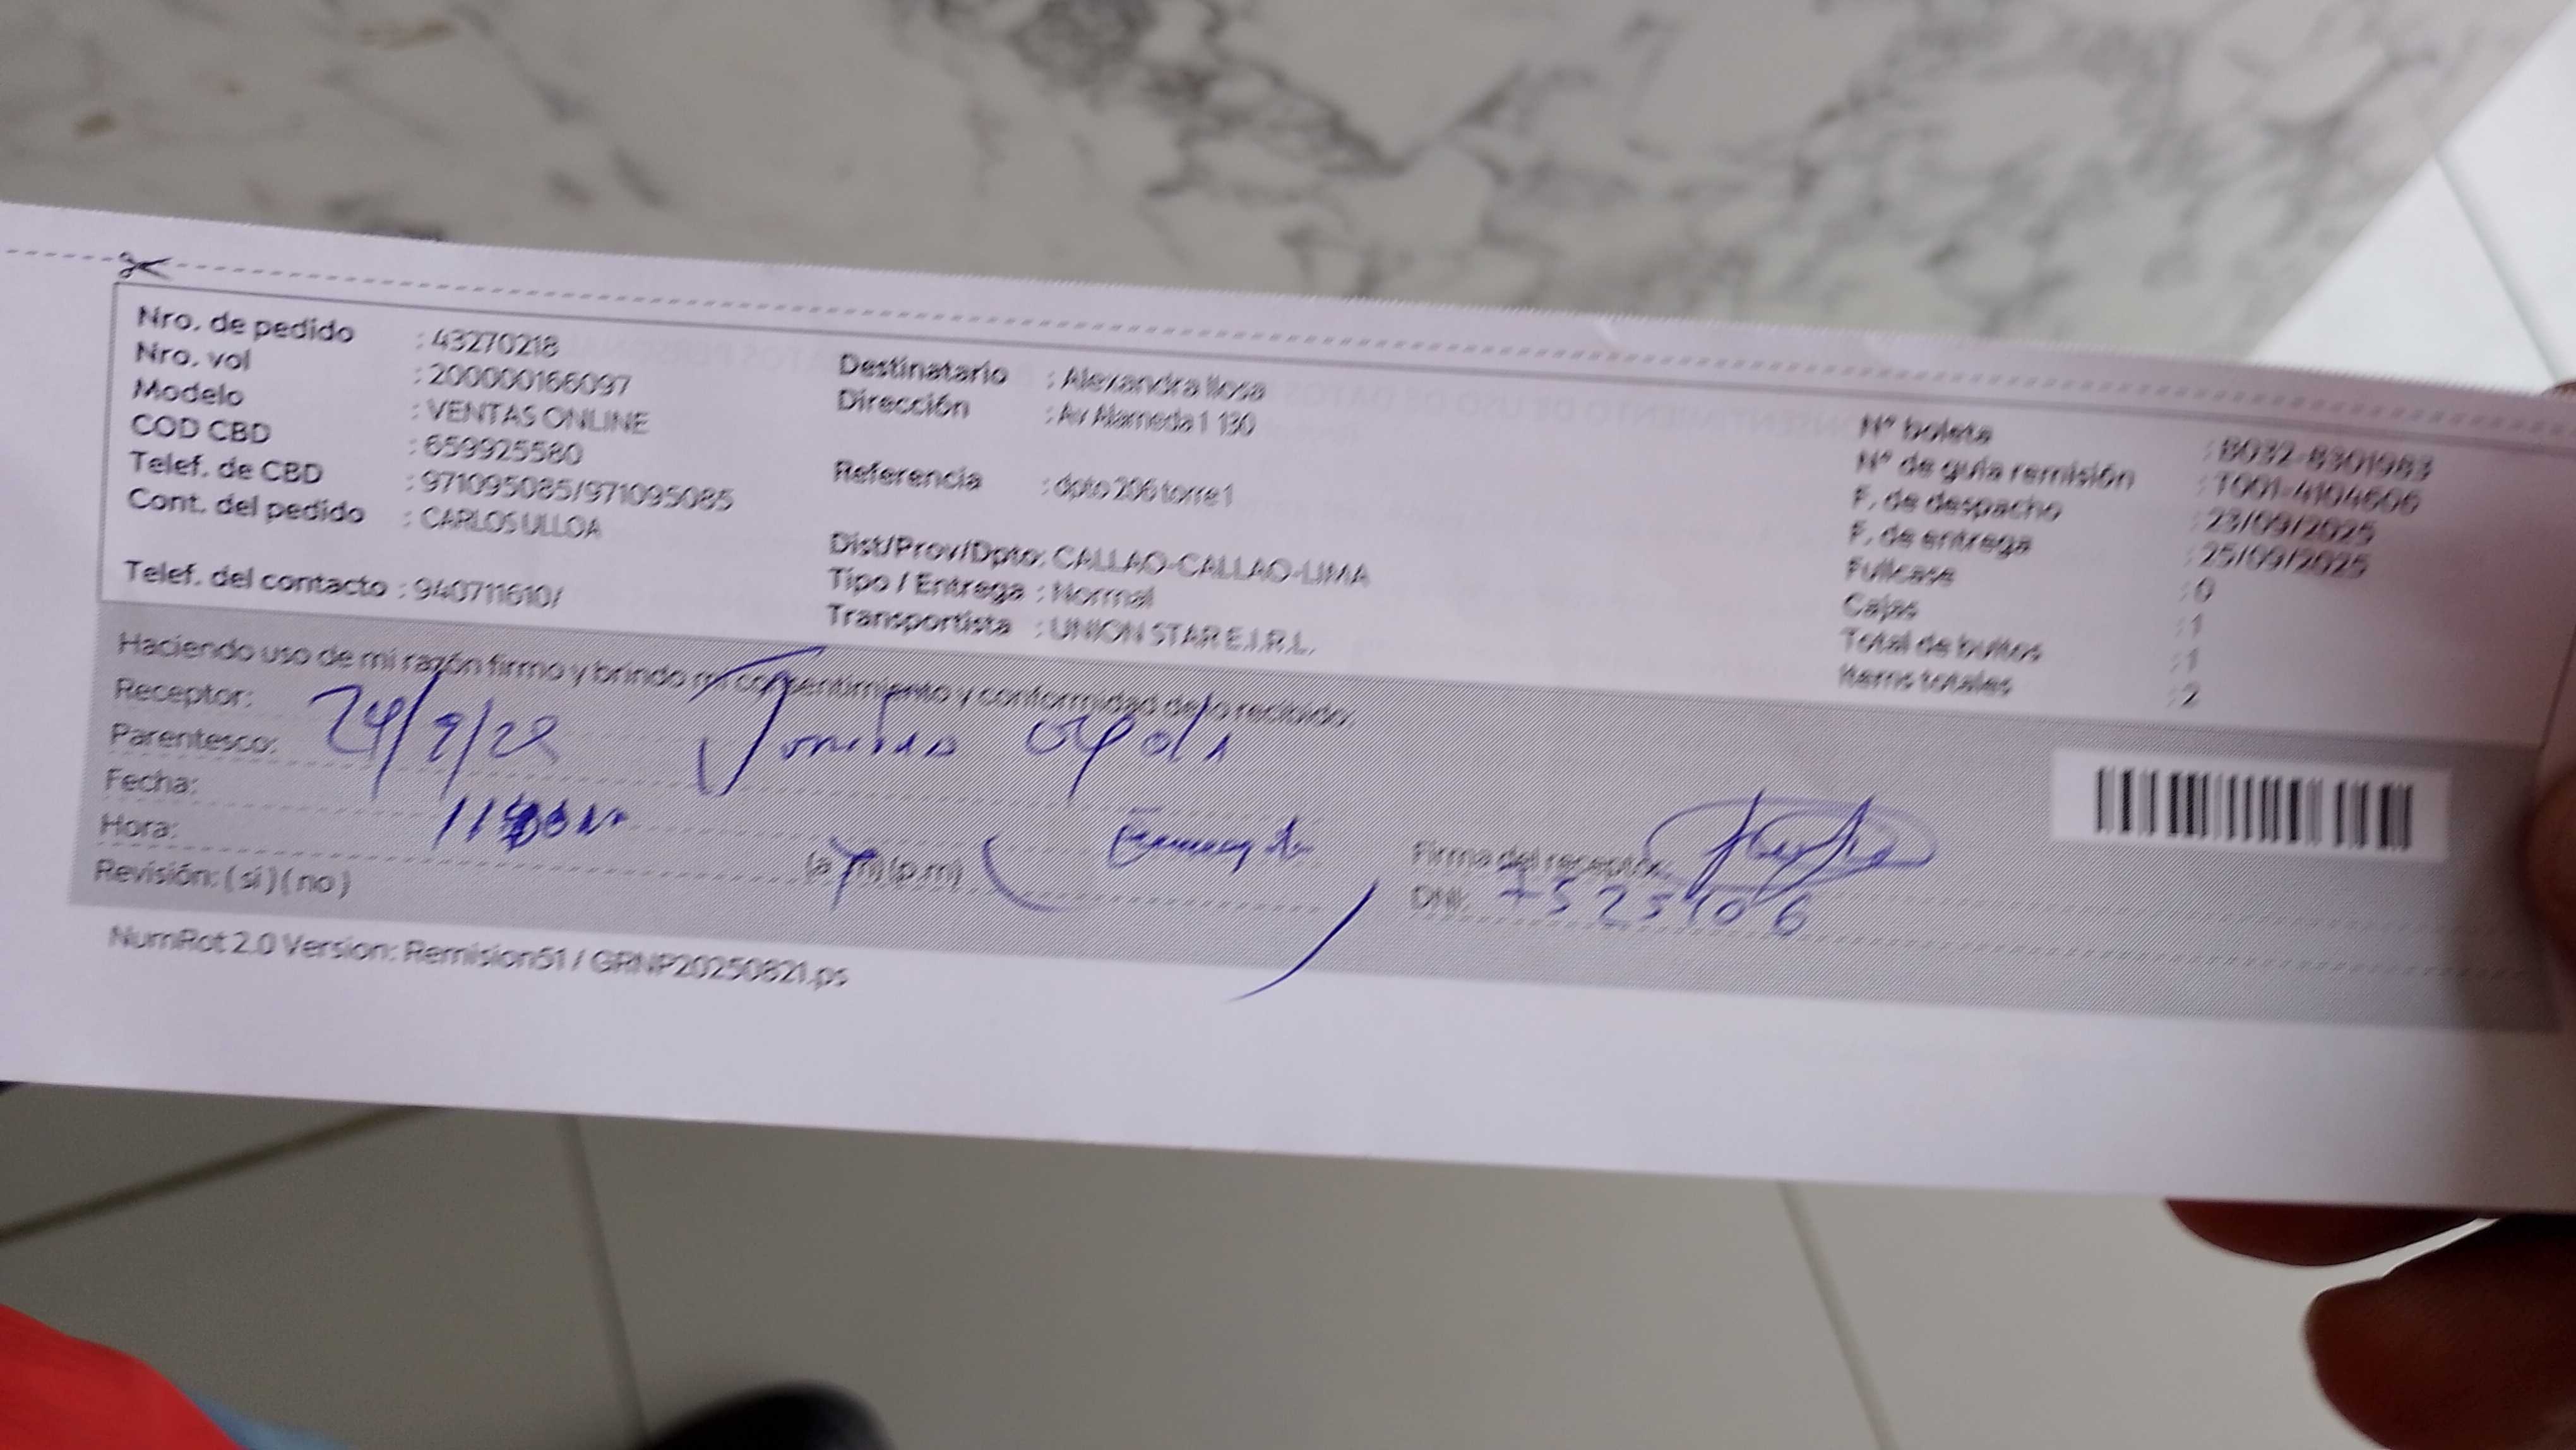 Nro. de pedido : 43270218
Nro. vol : 200000166097
Modelo : VENTAS ONLINE
COD CBD : 659925580
Telef. de CBD : 971095085/971095085
Cont. del pedido : CARLOS ULLOA
Telef. del contacto : 940711610/
Destinatario : Alexandra llosa
Dirección : Av Alameda 1 130
Referencia : dpto 206 torre 1
Dist/Prov/Dpto: CALLAO-CALLAO-LIMA
Tipo / Entrega : Normal
Transportista : UNION STAR E.I.R.L.
N° boleta : B032-8301983
N° de guía remisión : T001-4104606
F. de despacho : 23/09/2025
F. de entrega : 25/09/2025
Fullcase : 0
Cajas : 1
Total de bultos : 1
Items totales : 2
Haciendo uso de mi razón firmo y brindo mi consentimiento y conformidad de lo recibido;
Receptor:
Parentesco:
Fecha:
Hora: (a.m) (p.m)
Revisión: ( si ) ( no )
Firma del receptor:
DNI:
NumRot 2.0 Version: Remision51 / GRNP20250821.ps